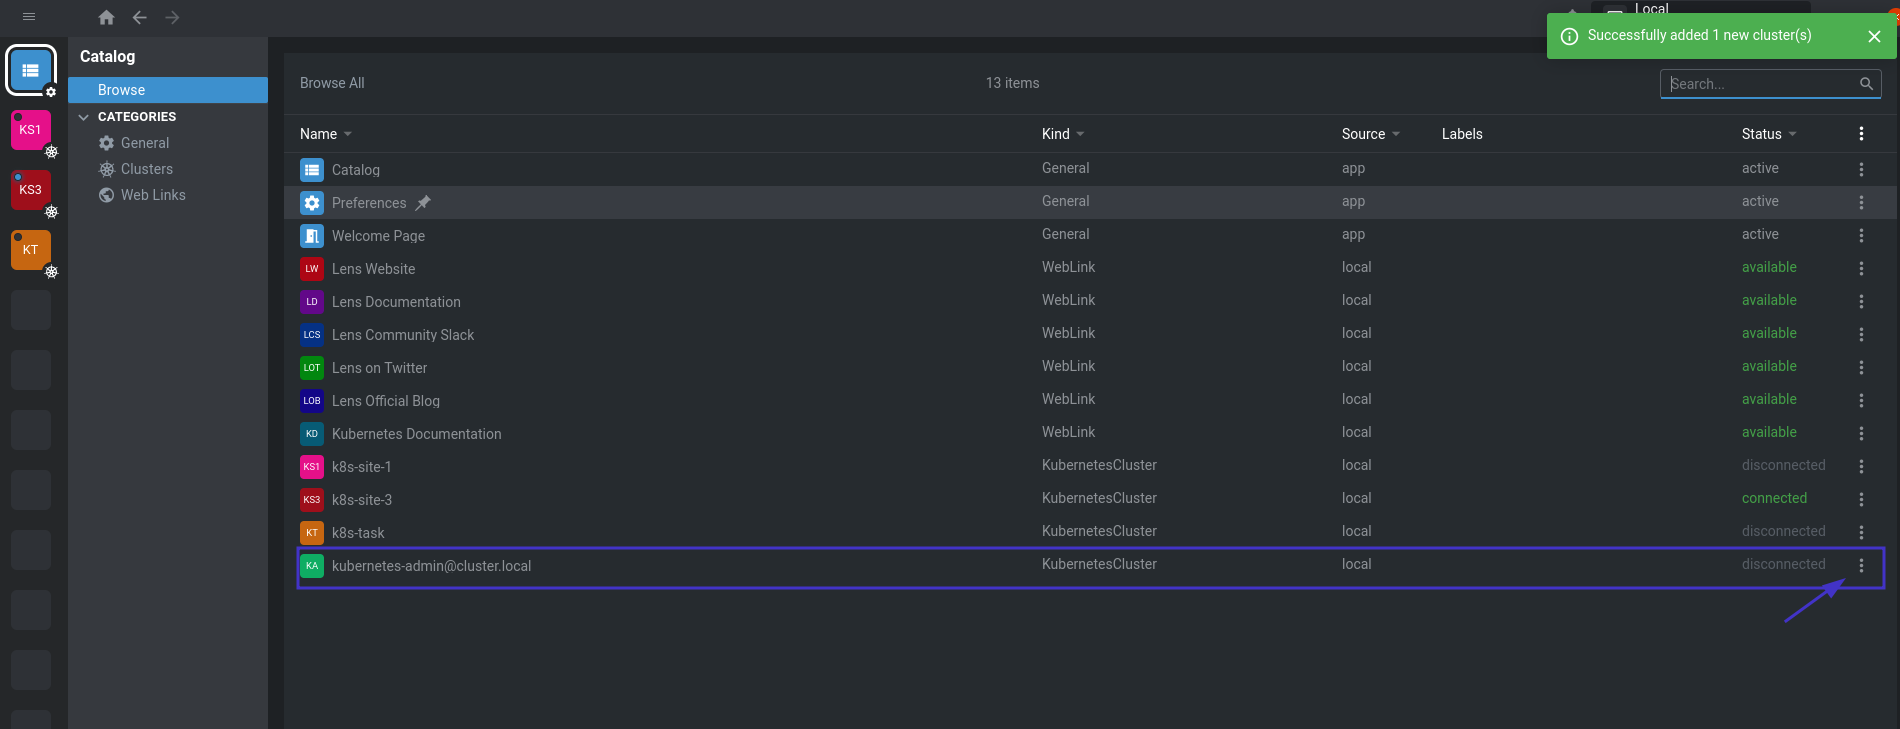 Local
Successfully added 1 new cluster(s)
Catalog
Browse
CATEGORIES
General
Clusters
Web Links
KS1
KS3
KT
Browse All 13 items Search...
Name Kind Source Labels Status
Catalog General app active
Preferences General app active
Welcome Page General app active
LW Lens Website WebLink local available
LD Lens Documentation WebLink local available
LCS Lens Community Slack WebLink local available
LOT Lens on Twitter WebLink local available
LOB Lens Official Blog WebLink local available
KD Kubernetes Documentation WebLink local available
KS1 k8s-site-1 KubernetesCluster local disconnected
KS3 k8s-site-3 KubernetesCluster local connected
KT k8s-task KubernetesCluster local disconnected
KA kubernetes-admin@cluster.local KubernetesCluster local disconnected